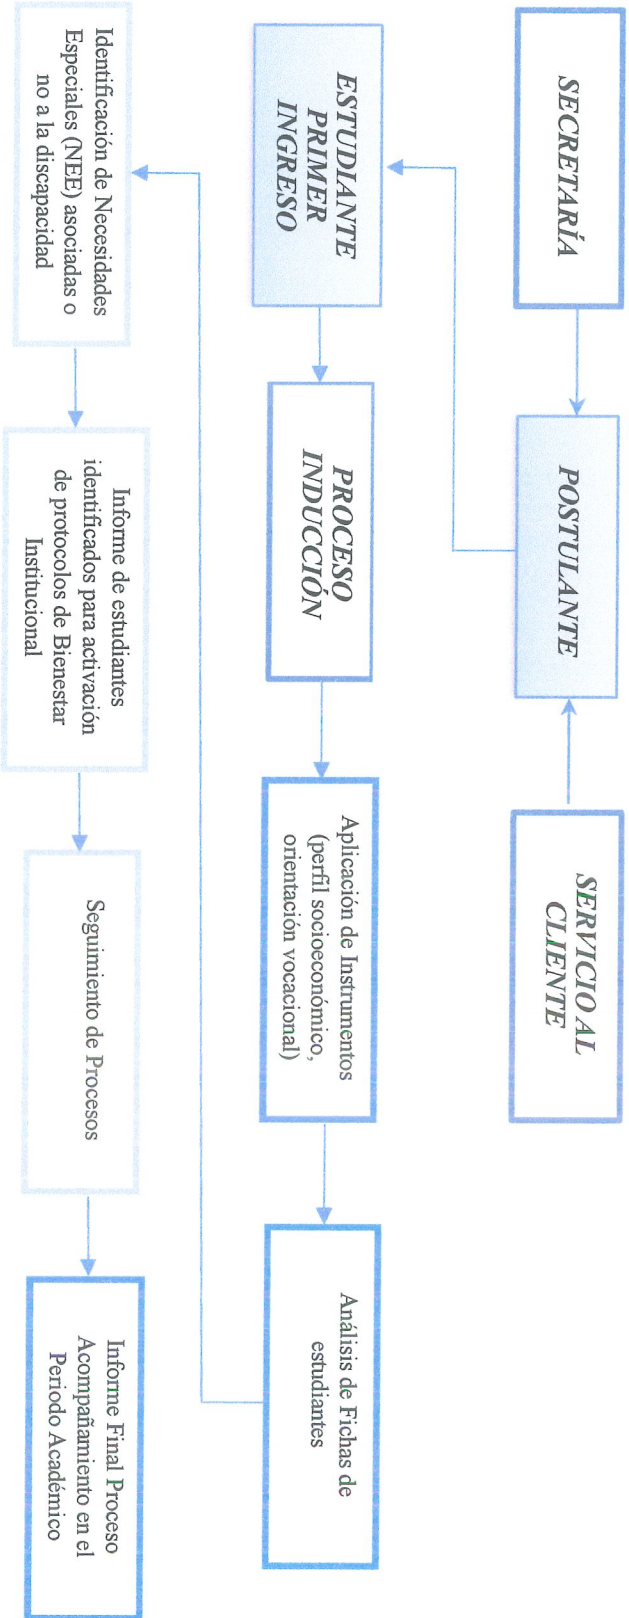 SECRETARÍA
POSTULANTE
SERVICIO AL
CLIENTE
ESTUDIANTE
PRIMER
INGRESO
PROCESO
INDUCCIÓN
Aplicación de Instrumentos
(perfil socioeconómico,
orientación vocacional)
Análisis de Fichas de
estudiantes
Identificación de Necesidades
Especiales (NEE) asociadas o
no a la discapacidad
Informe de estudiantes
identificados para activación
de protocolos de Bienestar
Institucional
Seguimiento de Procesos
Informe Final Proceso
Acompañamiento en el
Periodo Académico